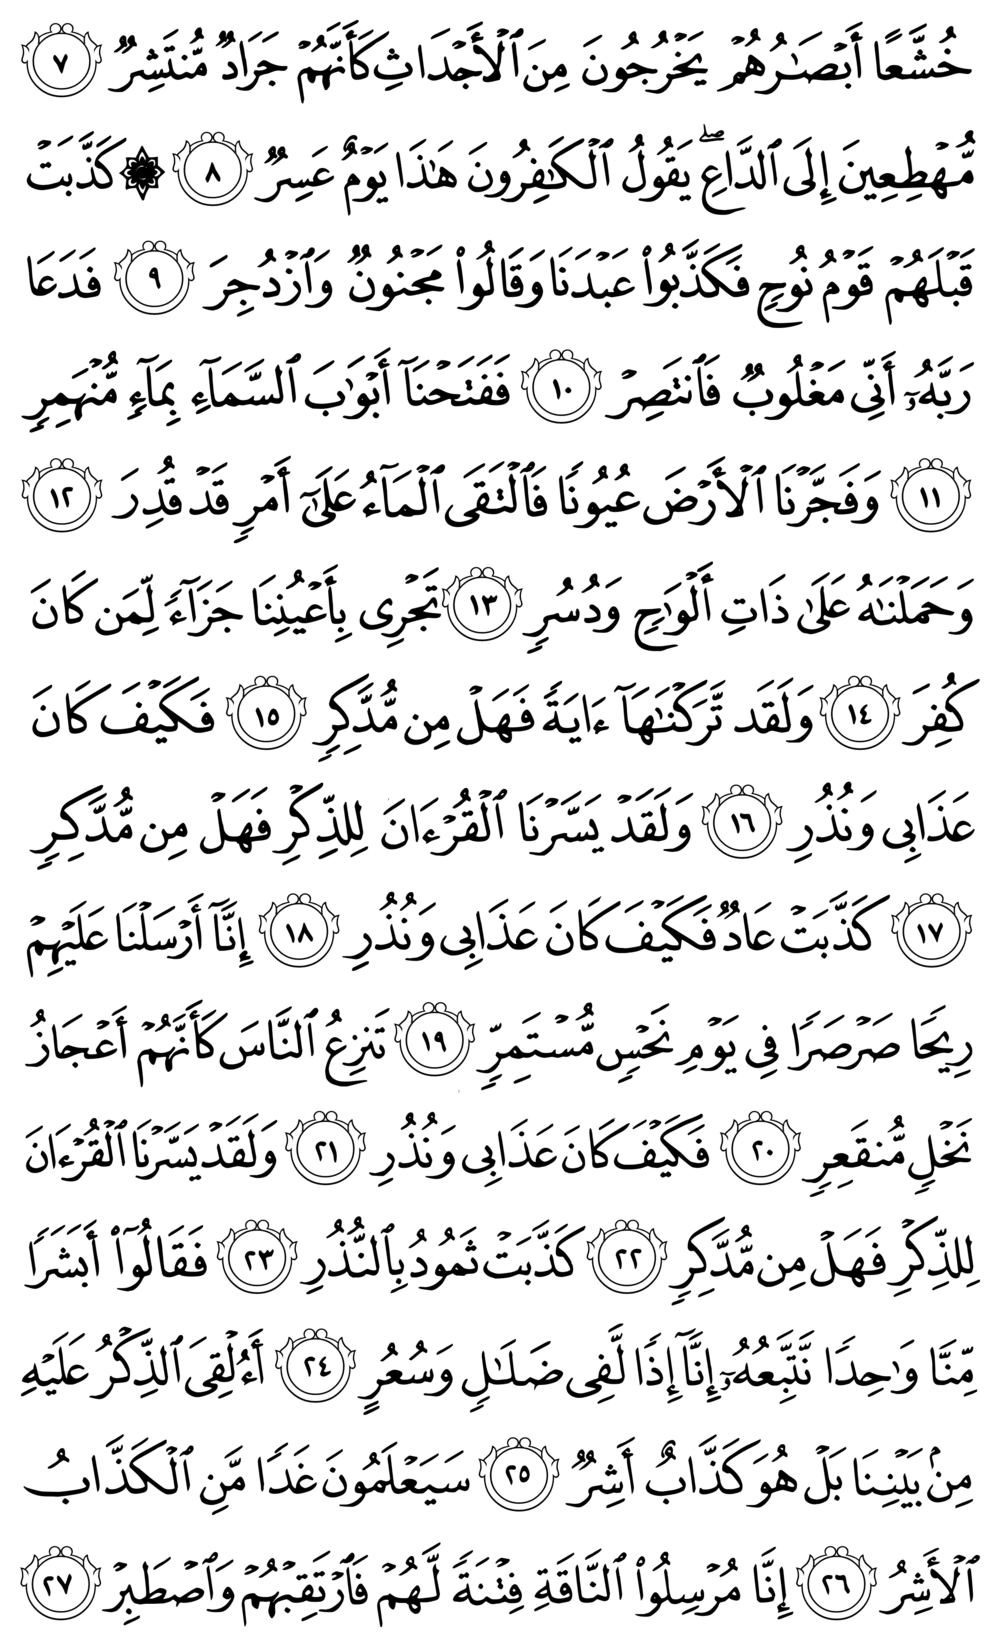 خُشَّعًا أَبْصَٰرُهُمْ يَخْرُجُونَ مِنَ ٱلْأَجْدَاثِ كَأَنَّهُمْ جَرَادٌ مُّنتَشِرٌ ٧
مُّهْطِعِينَ إِلَى ٱلدَّاعِ ۖ يَقُولُ ٱلْكَٰفِرُونَ هَٰذَا يَوْمٌ عَسِرٌ ٨ ۞ كَذَّبَتْ
قَبْلَهُمْ قَوْمُ نُوحٍ فَكَذَّبُوا۟ عَبْدَنَا وَقَالُوا۟ مَجْنُونٌ وَٱزْدُجِرَ ٩ فَدَعَا
رَبَّهُۥٓ أَنِّى مَغْلُوبٌ فَٱنتَصِرْ ١٠ فَفَتَحْنَآ أَبْوَٰبَ ٱلسَّمَآءِ بِمَآءٍ مُّنْهَمِرٍ
١١ وَفَجَّرْنَا ٱلْأَرْضَ عُيُونًا فَٱلْتَقَى ٱلْمَآءُ عَلَىٰٓ أَمْرٍ قَدْ قُدِرَ ١٢
وَحَمَلْنَٰهُ عَلَىٰ ذَاتِ أَلْوَٰحٍ وَدُسُرٍ ١٣ تَجْرِى بِأَعْيُنِنَا جَزَآءً لِّمَن كَانَ
كُفِرَ ١٤ وَلَقَد تَّرَكْنَٰهَآ ءَايَةً فَهَلْ مِن مُّدَّكِرٍ ١٥ فَكَيْفَ كَانَ
عَذَابِى وَنُذُرِ ١٦ وَلَقَدْ يَسَّرْنَا ٱلْقُرْءَانَ لِلذِّكْرِ فَهَلْ مِن مُّدَّكِرٍ
١٧ كَذَّبَتْ عَادٌ فَكَيْفَ كَانَ عَذَابِى وَنُذُرِ ١٨ إِنَّآ أَرْسَلْنَا عَلَيْهِمْ
رِيحًا صَرْصَرًا فِى يَوْمِ نَحْسٍ مُّسْتَمِرٍّ ١٩ تَنزِعُ ٱلنَّاسَ كَأَنَّهُمْ أَعْجَازُ
نَخْلٍ مُّنقَعِرٍ ٢٠ فَكَيْفَ كَانَ عَذَابِى وَنُذُرِ ٢١ وَلَقَدْ يَسَّرْنَا ٱلْقُرْءَانَ
لِلذِّكْرِ فَهَلْ مِن مُّدَّكِرٍ ٢٢ كَذَّبَتْ ثَمُودُ بِٱلنُّذُرِ ٢٣ فَقَالُوٓا۟ أَبَشَرًا
مِّنَّا وَٰحِدًا نَّتَّبِعُهُۥٓ إِنَّآ إِذًا لَّفِى ضَلَٰلٍ وَسُعُرٍ ٢٤ أَءُلْقِىَ ٱلذِّكْرُ عَلَيْهِ
مِنۢ بَيْنِنَا بَلْ هُوَ كَذَّابٌ أَشِرٌ ٢٥ سَيَعْلَمُونَ غَدًا مَّنِ ٱلْكَذَّابُ
ٱلْأَشِرُ ٢٦ إِنَّا مُرْسِلُوا۟ ٱلنَّاقَةِ فِتْنَةً لَّهُمْ فَٱرْتَقِبْهُمْ وَٱصْطَبِرْ ٢٧